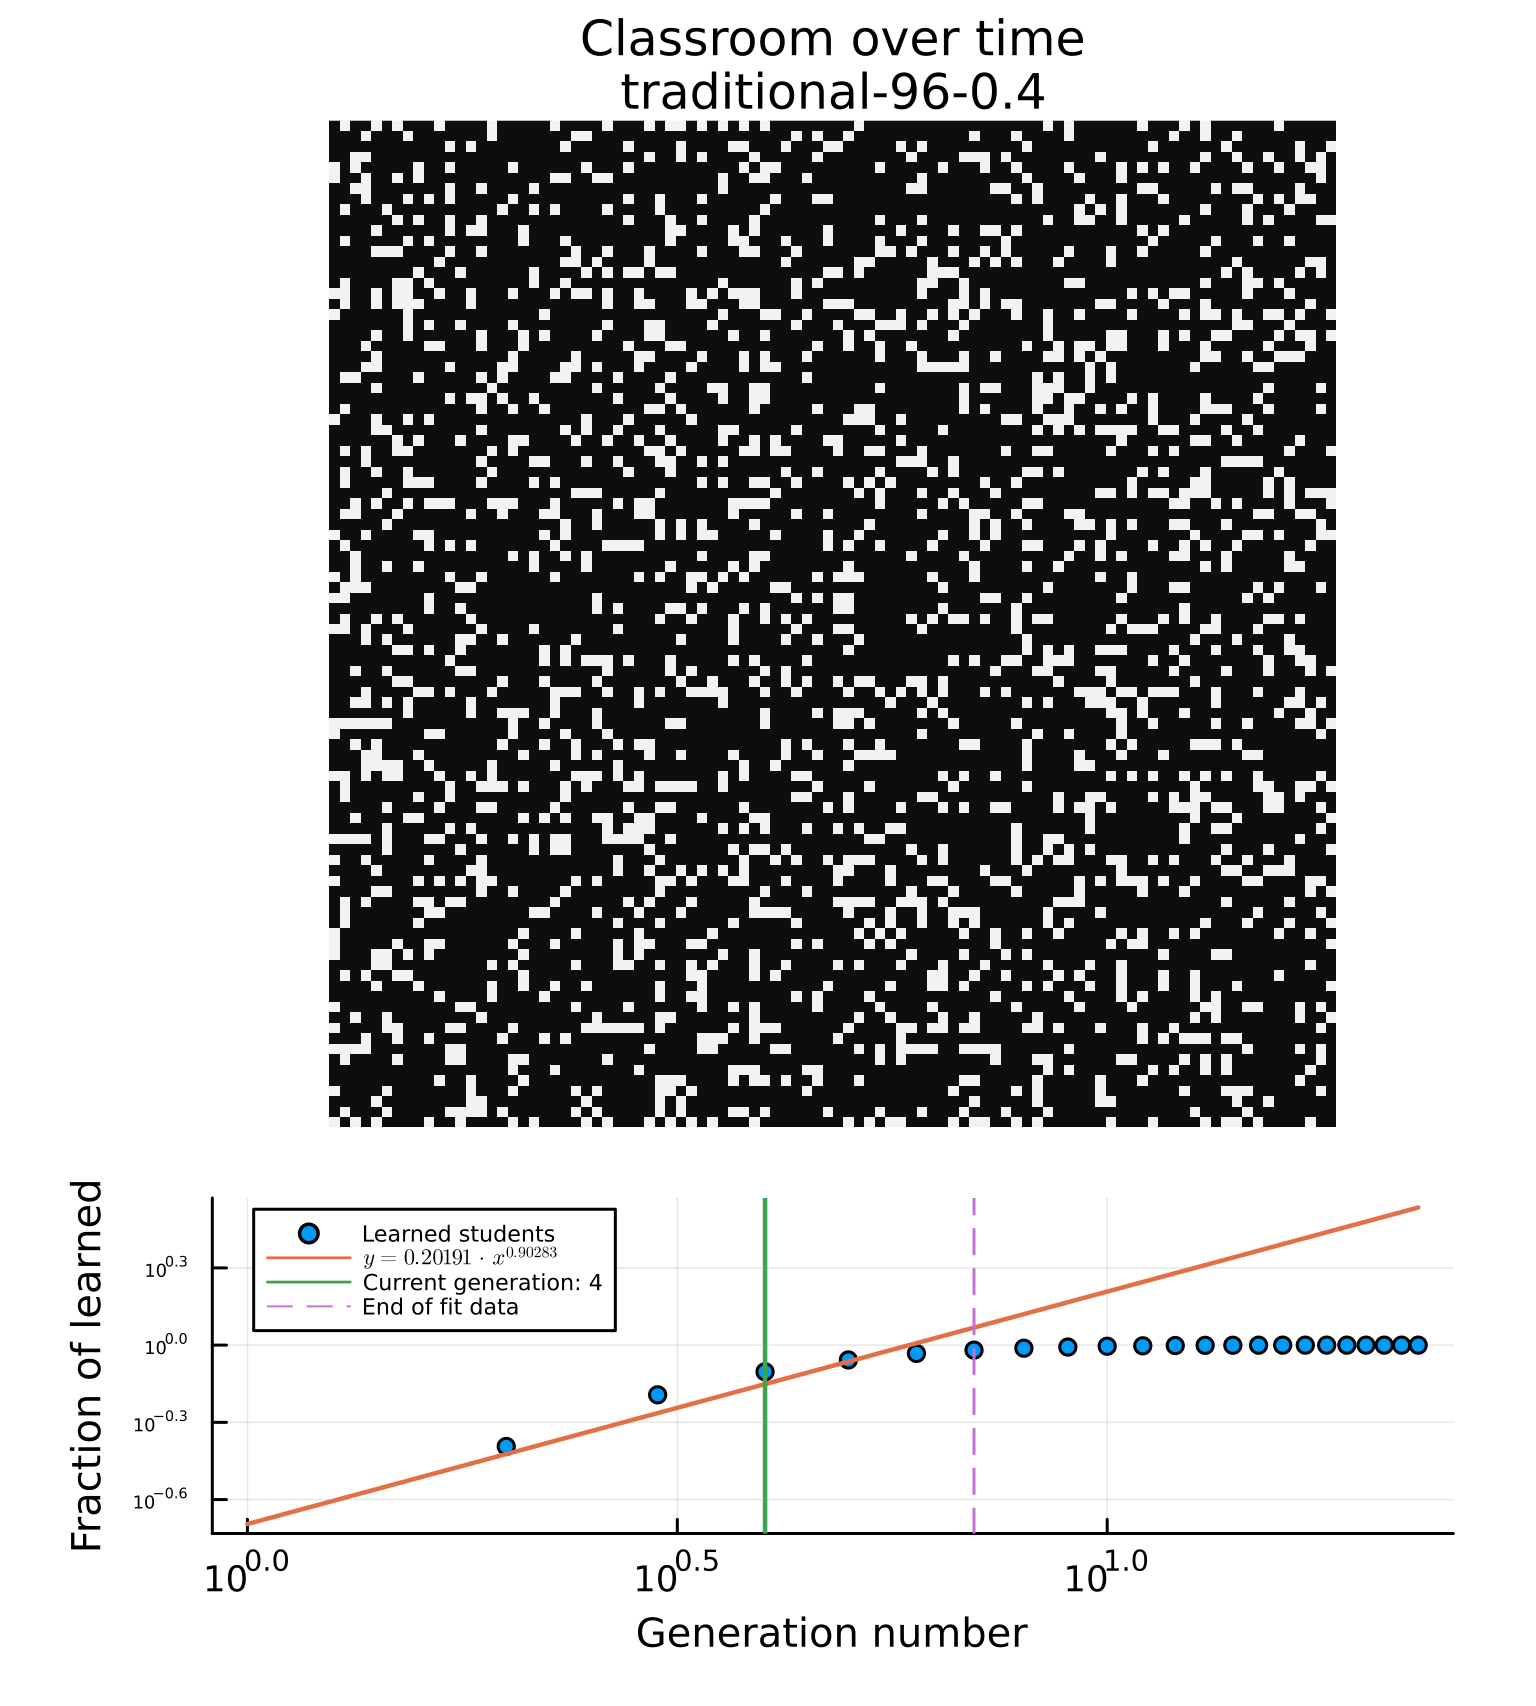 Classroom over time
traditional-96-0.4
Fraction of learned
Learned students
y = 0.20191 · x^0.90283
Current generation: 4
End of fit data
10^0.3
10^0.0
10^−0.3
10^−0.6
10^0.0 10^0.5 10^1.0
Generation number